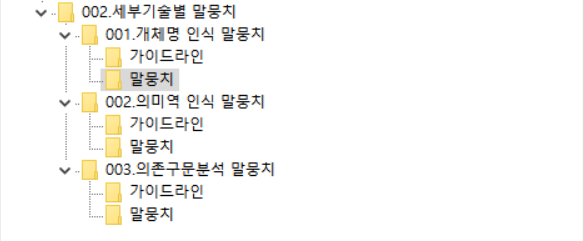 002.세부기술별 말뭉치
001.개체명 인식 말뭉치
가이드라인
말뭉치
002.의미역 인식 말뭉치
가이드라인
말뭉치
003.의존구문분석 말뭉치
가이드라인
말뭉치